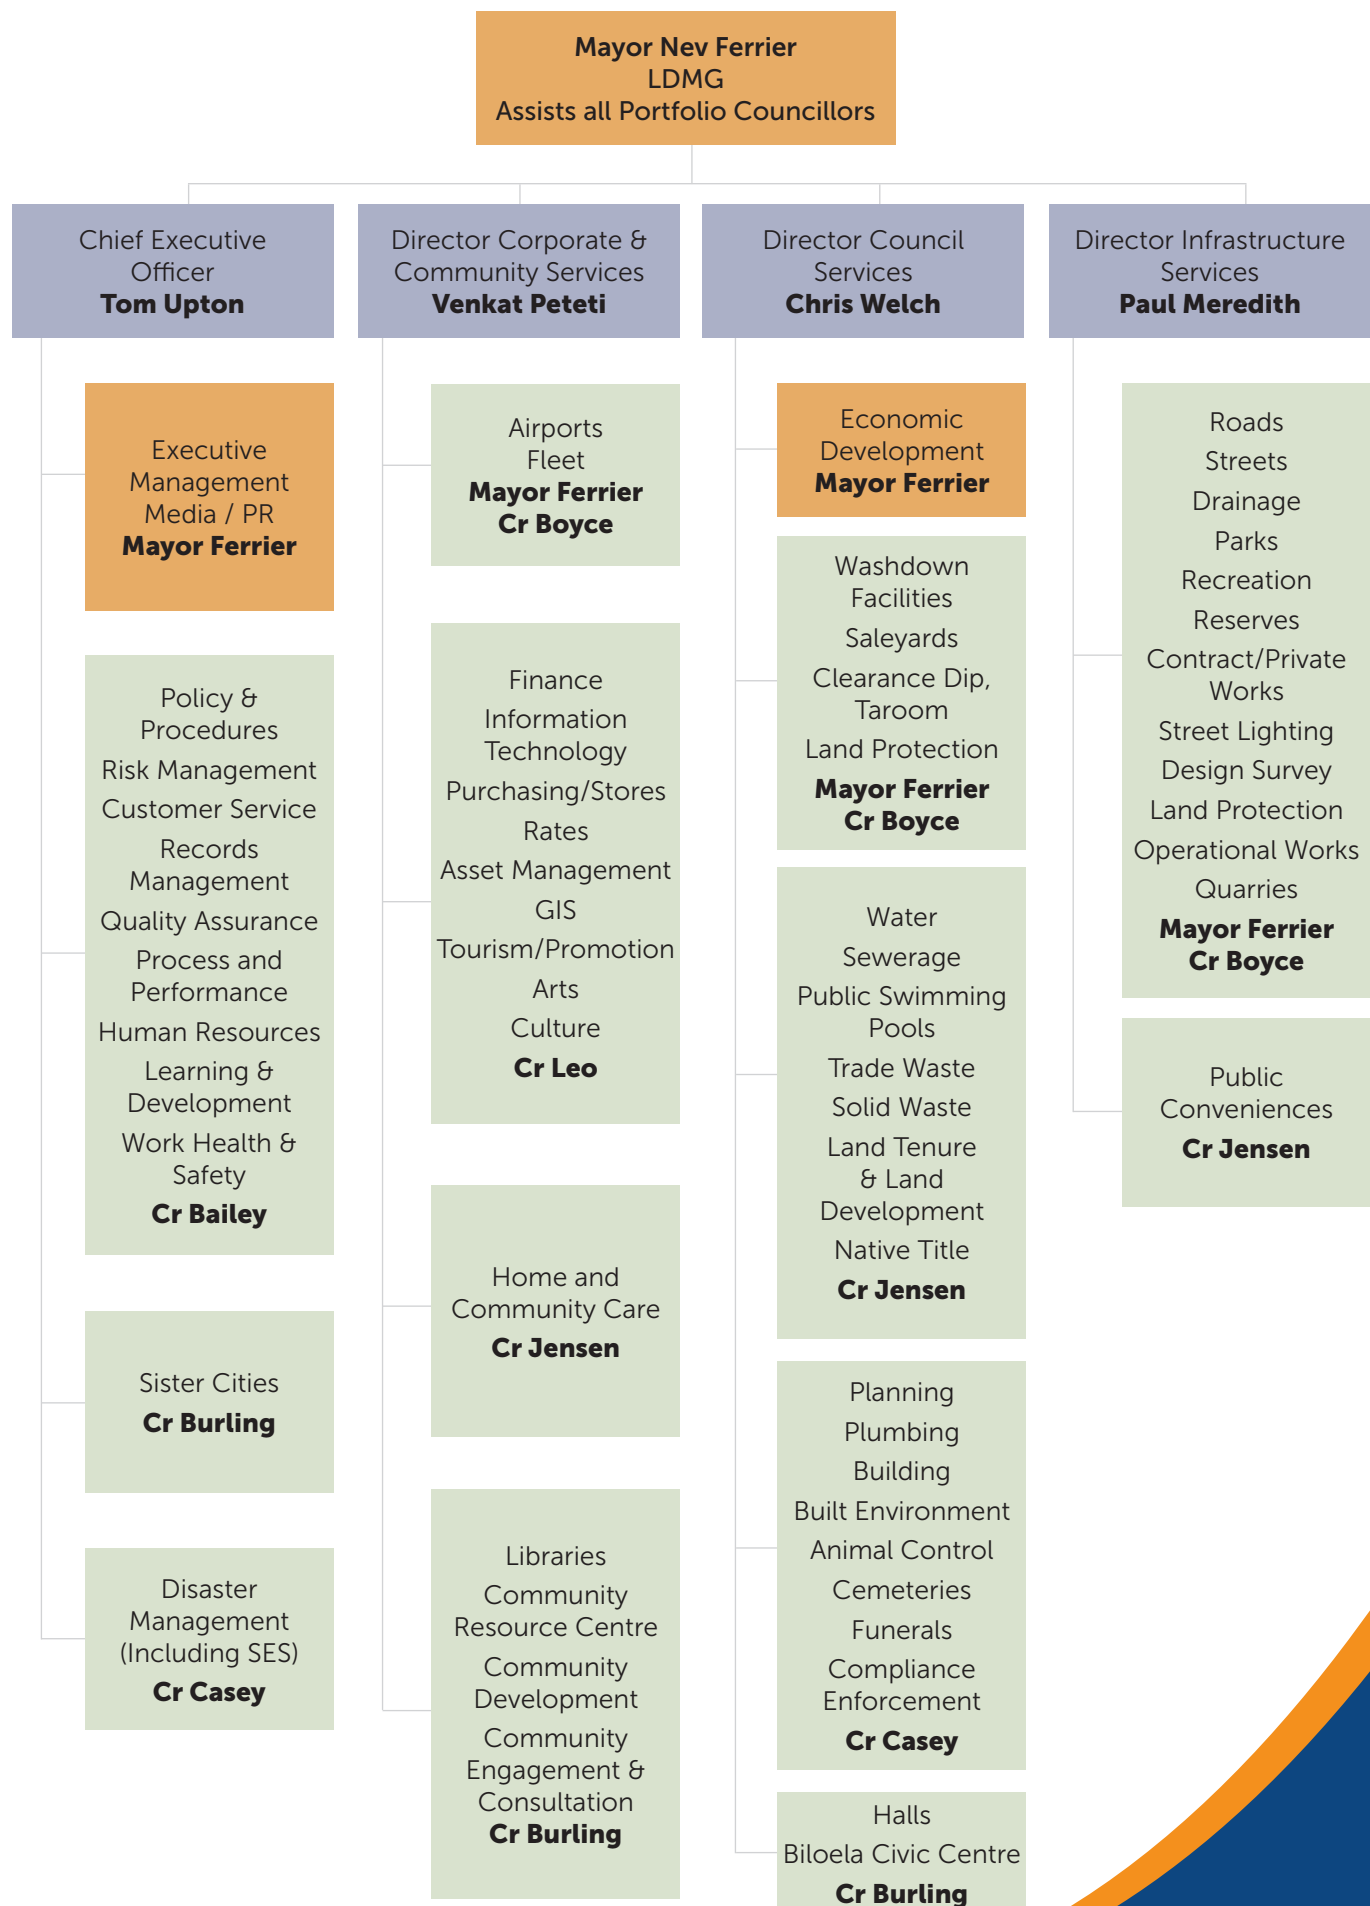 Mayor Nev Ferrier
LDMG
Assists all Portfolio Councillors
Chief Executive
Officer
Tom Upton
Executive
Management
Media / PR
Mayor Ferrier
Policy &
Procedures
Risk Management
Customer Service
Records
Management
Quality Assurance
Process and
Performance
Human Resources
Learning &
Development
Work Health &
Safety
Cr Bailey
Sister Cities
Cr Burling
Disaster
Management
(Including SES)
Cr Casey
Director Corporate &
Community Services
Venkat Peteti
Airports
Fleet
Mayor Ferrier
Cr Boyce
Finance
Information
Technology
Purchasing/Stores
Rates
Asset Management
GIS
Tourism/Promotion
Arts
Culture
Cr Leo
Home and
Community Care
Cr Jensen
Libraries
Community
Resource Centre
Community
Development
Community
Engagement &
Consultation
Cr Burling
Director Council
Services
Chris Welch
Economic
Development
Mayor Ferrier
Washdown
Facilities
Saleyards
Clearance Dip,
Taroom
Land Protection
Mayor Ferrier
Cr Boyce
Water
Sewerage
Public Swimming
Pools
Trade Waste
Solid Waste
Land Tenure
& Land
Development
Native Title
Cr Jensen
Planning
Plumbing
Building
Built Environment
Animal Control
Cemeteries
Funerals
Compliance
Enforcement
Cr Casey
Halls
Biloela Civic Centre
Cr Burling
Director Infrastructure
Services
Paul Meredith
Roads
Streets
Drainage
Parks
Recreation
Reserves
Contract/Private
Works
Street Lighting
Design Survey
Land Protection
Operational Works
Quarries
Mayor Ferrier
Cr Boyce
Public
Conveniences
Cr Jensen